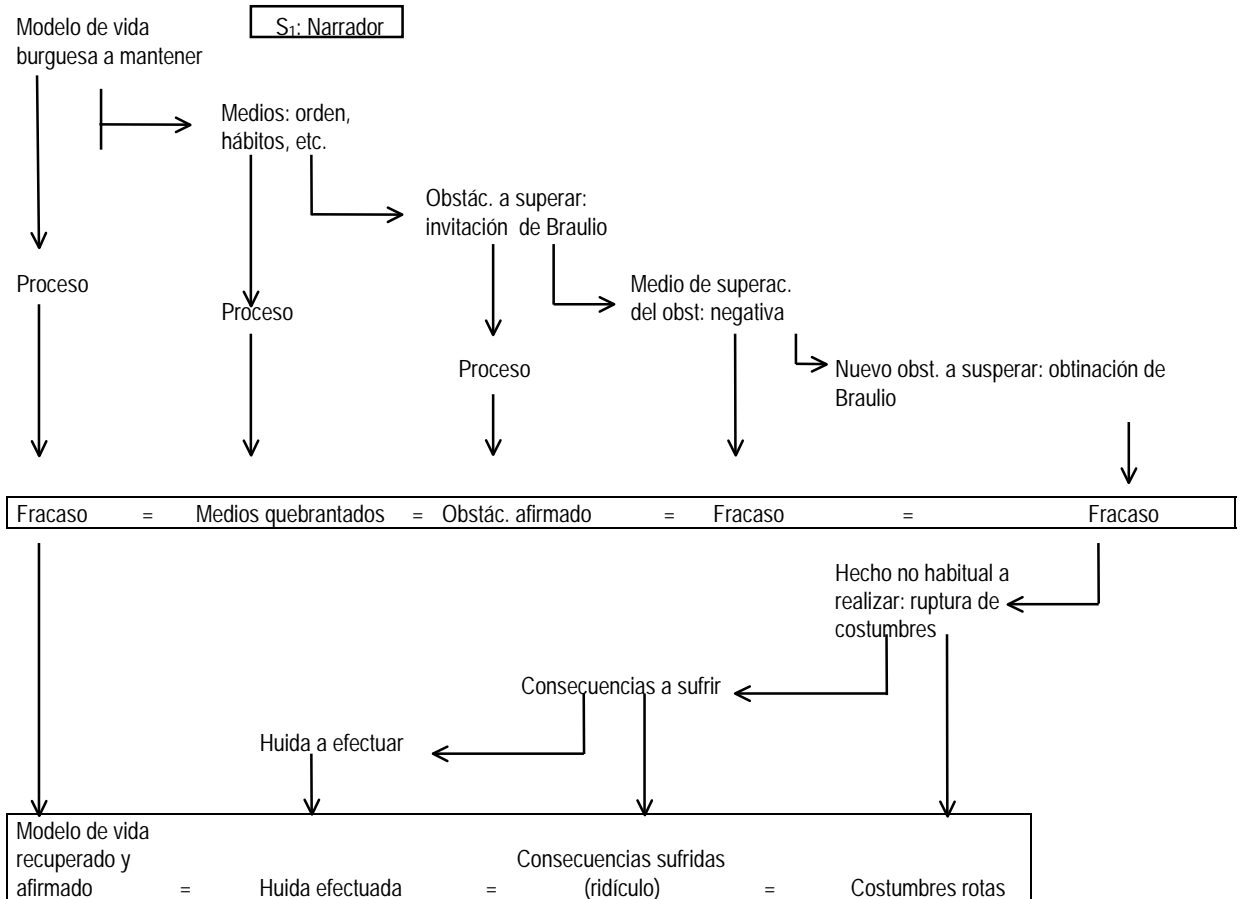 Modelo de vida
burguesa a mantener
S₁: Narrador
Medios: orden,
hábitos, etc.
Obstác. a superar:
invitación de Braulio
Proceso
Medio de superac.
del obst: negativa
Proceso
Proceso
Nuevo obst. a susperar: obtinación de
Braulio
Fracaso = Medios quebrantados = Obstác. afirmado = Fracaso = Fracaso
Hecho no habitual a
realizar: ruptura de
costumbres
Consecuencias a sufrir
Huida a efectuar
Modelo de vida
recuperado y
afirmado = Huida efectuada = Consecuencias sufridas
(ridículo) = Costumbres rotas